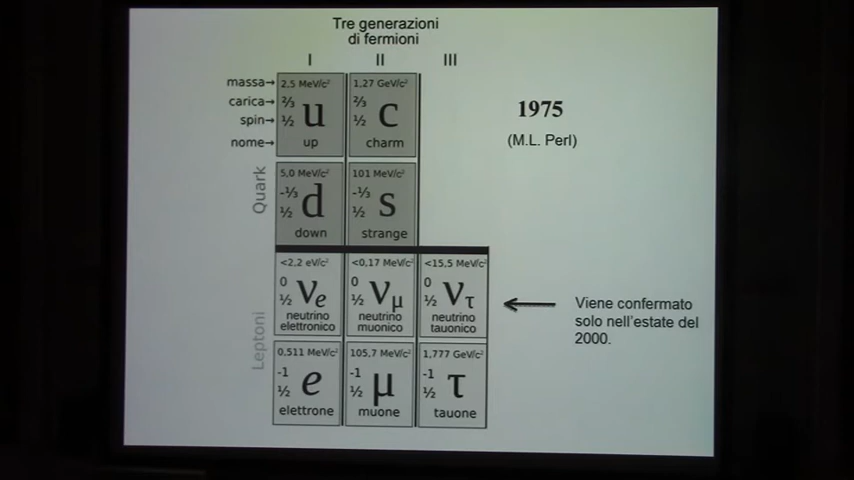 Tre generazioni
di fermioni
I II III
massa→ 2,5 MeV/c² 1,27 GeV/c²
carica→ ⅔ ⅔
spin→ ½ u ½ c
nome→ up charm
1975
(M.L. Perl)
Quark
5,0 MeV/c² 101 MeV/c²
-⅓ -⅓
½ d ½ s
down strange
Leptoni
<2,2 eV/c² <0,17 MeV/c² <15,5 MeV/c²
0 0 0
½ νe ½ νμ ½ ντ
neutrino neutrino neutrino
elettronico muonico tauonico
Viene confermato
solo nell'estate del
2000.
0,511 MeV/c² 105,7 MeV/c² 1,777 GeV/c²
-1 -1 -1
½ e ½ μ ½ τ
elettrone muone tauone